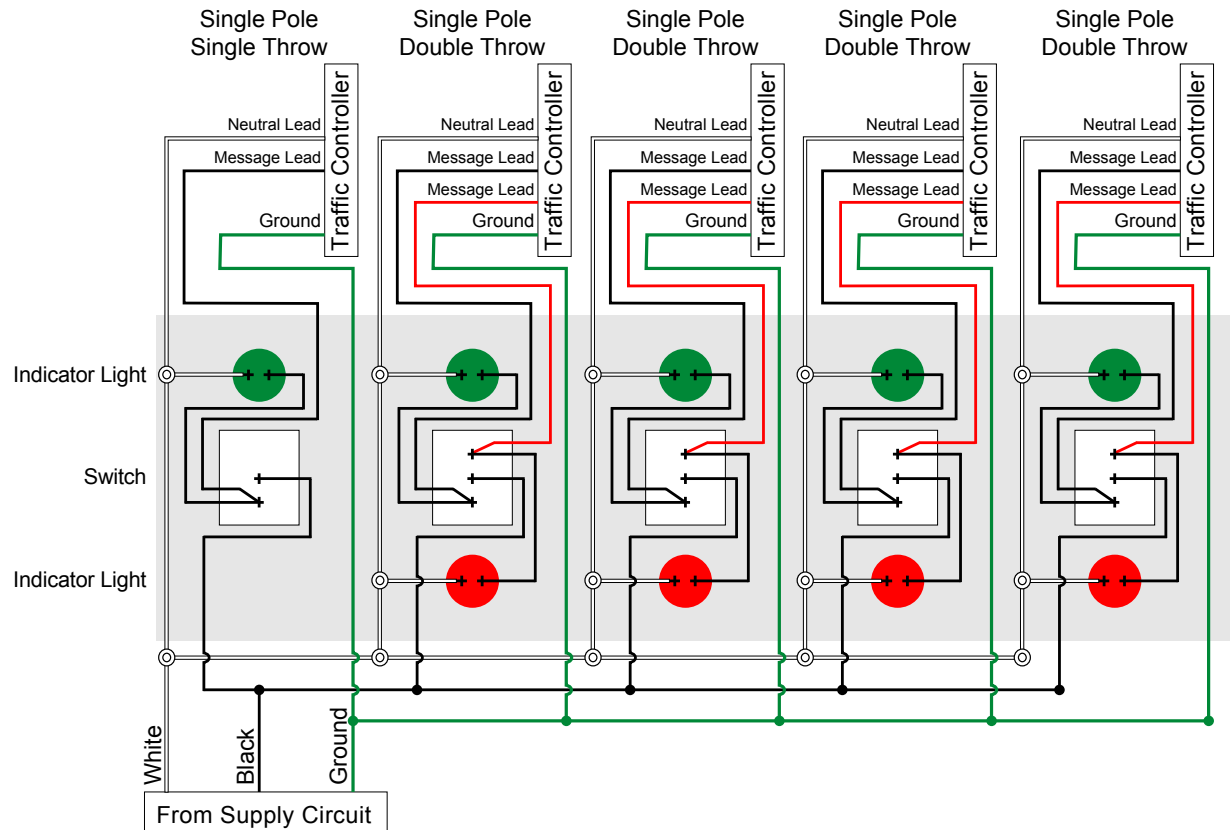 Single Pole
Single Throw
Single Pole
Double Throw
Single Pole
Double Throw
Single Pole
Double Throw
Single Pole
Double Throw
Neutral Lead
Message Lead
Ground
Traffic Controller
Neutral Lead
Message Lead
Message Lead
Ground
Traffic Controller
Neutral Lead
Message Lead
Message Lead
Ground
Traffic Controller
Neutral Lead
Message Lead
Message Lead
Ground
Traffic Controller
Neutral Lead
Message Lead
Message Lead
Ground
Traffic Controller
Indicator Light
Switch
Indicator Light
White
Black
Ground
From Supply Circuit